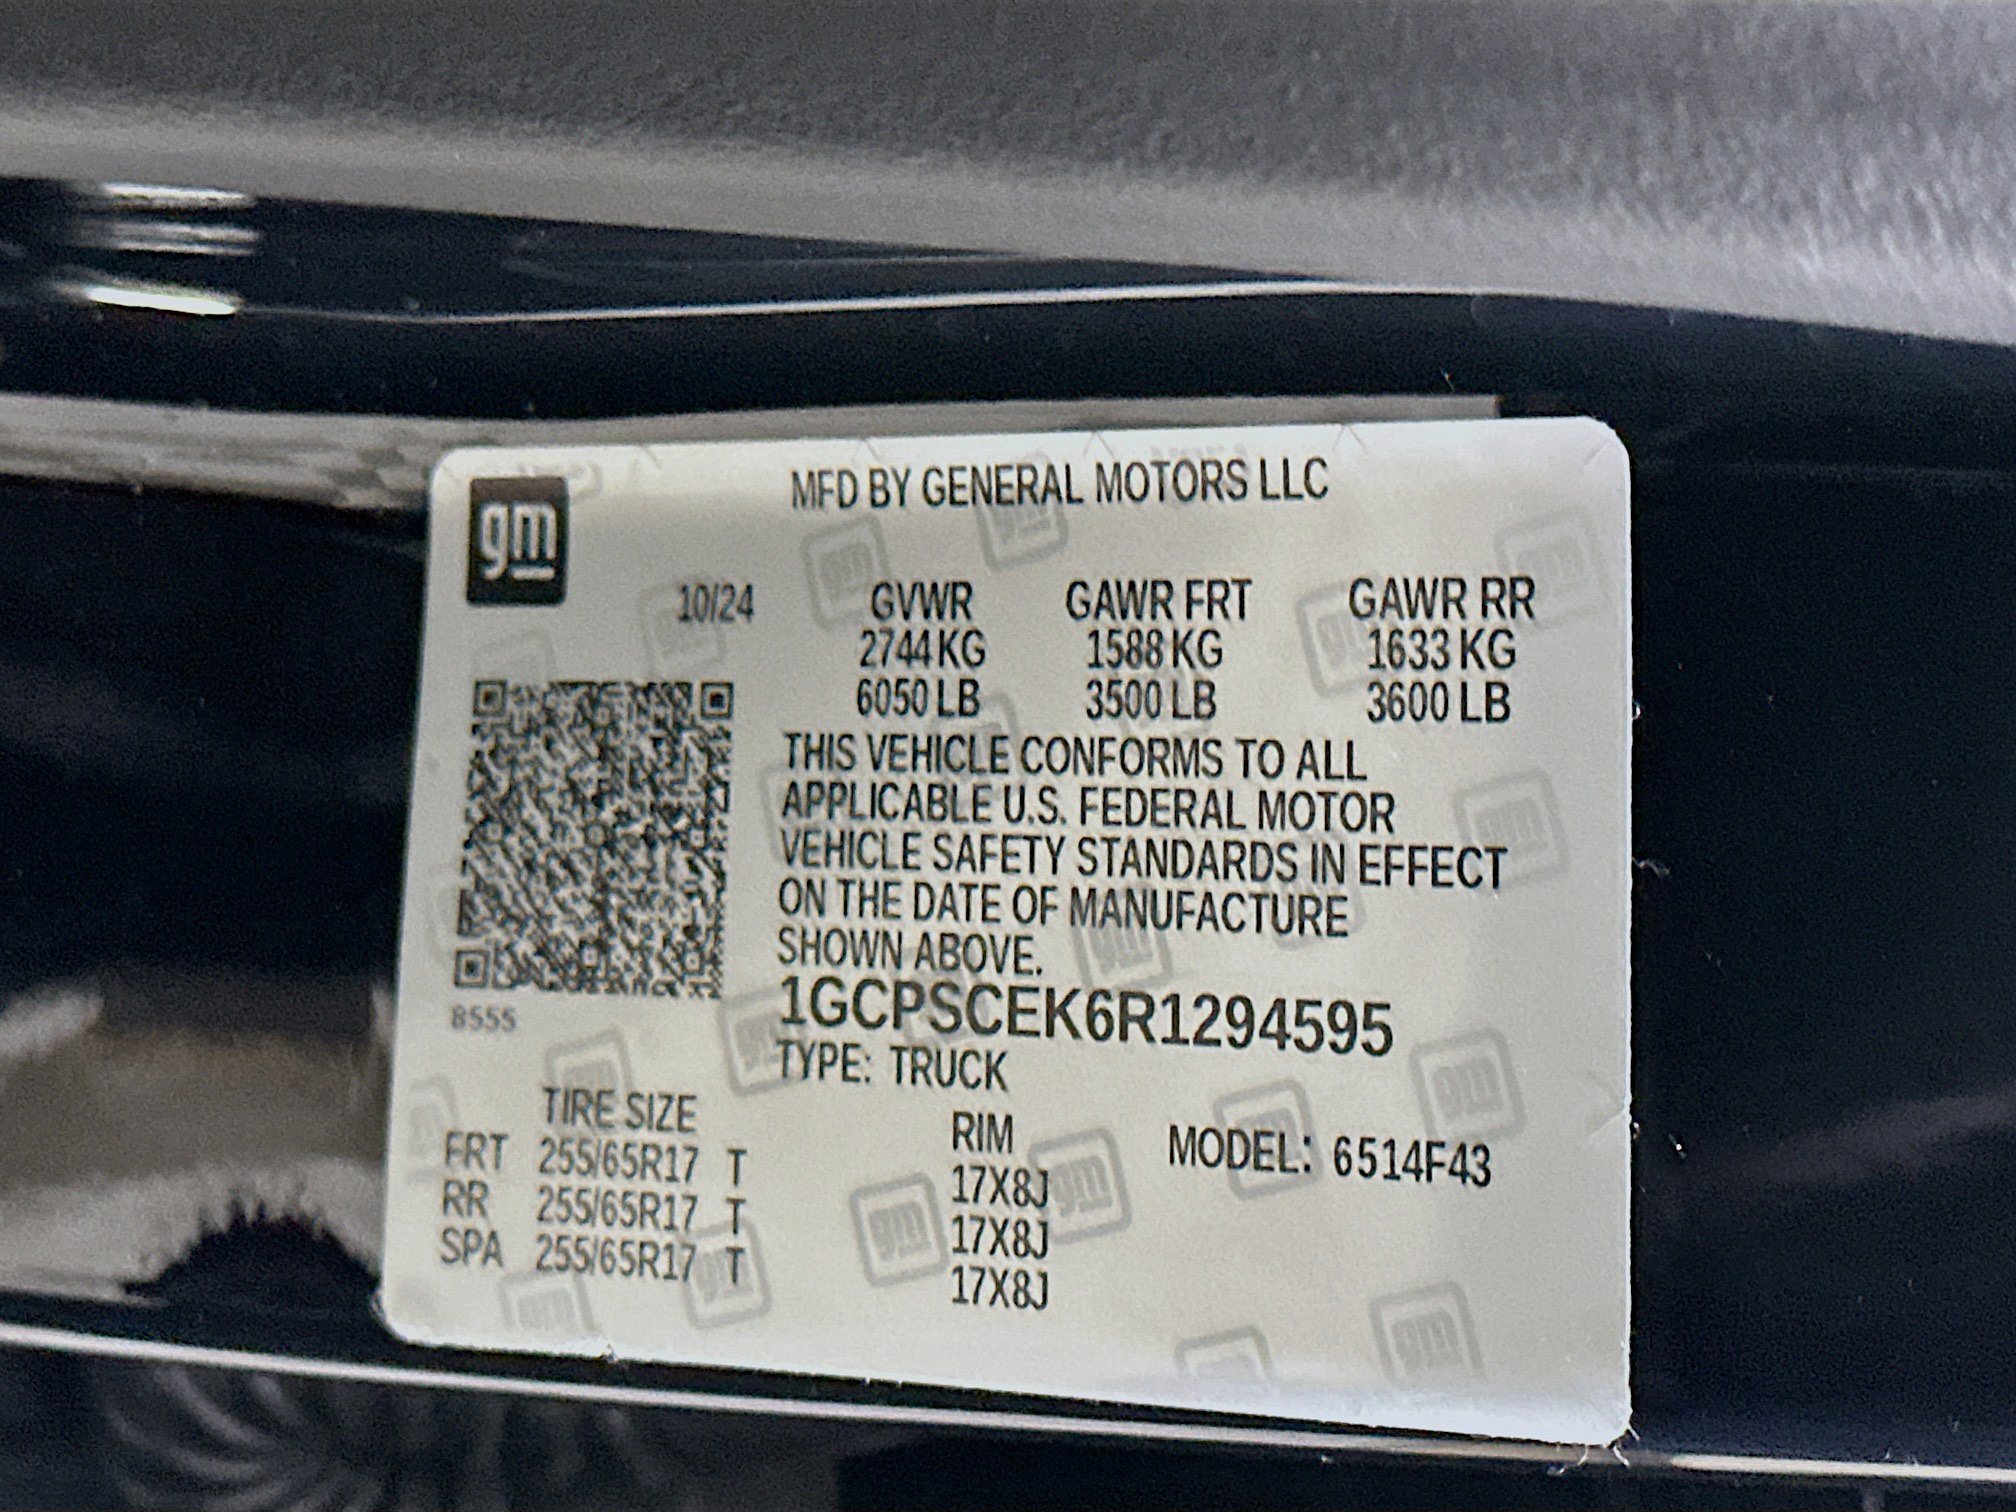 gm
MFD BY GENERAL MOTORS LLC
10/24 GVWR GAWR FRT GAWR RR
2744 KG 1588 KG 1633 KG
6050 LB 3500 LB 3600 LB
THIS VEHICLE CONFORMS TO ALL
APPLICABLE U.S. FEDERAL MOTOR
VEHICLE SAFETY STANDARDS IN EFFECT
ON THE DATE OF MANUFACTURE
SHOWN ABOVE.
8555
1GCPSCEK6R1294595
TYPE: TRUCK
TIRE SIZE RIM MODEL: 6514F43
FRT 255/65R17 T 17X8J
RR 255/65R17 T 17X8J
SPA 255/65R17 T 17X8J